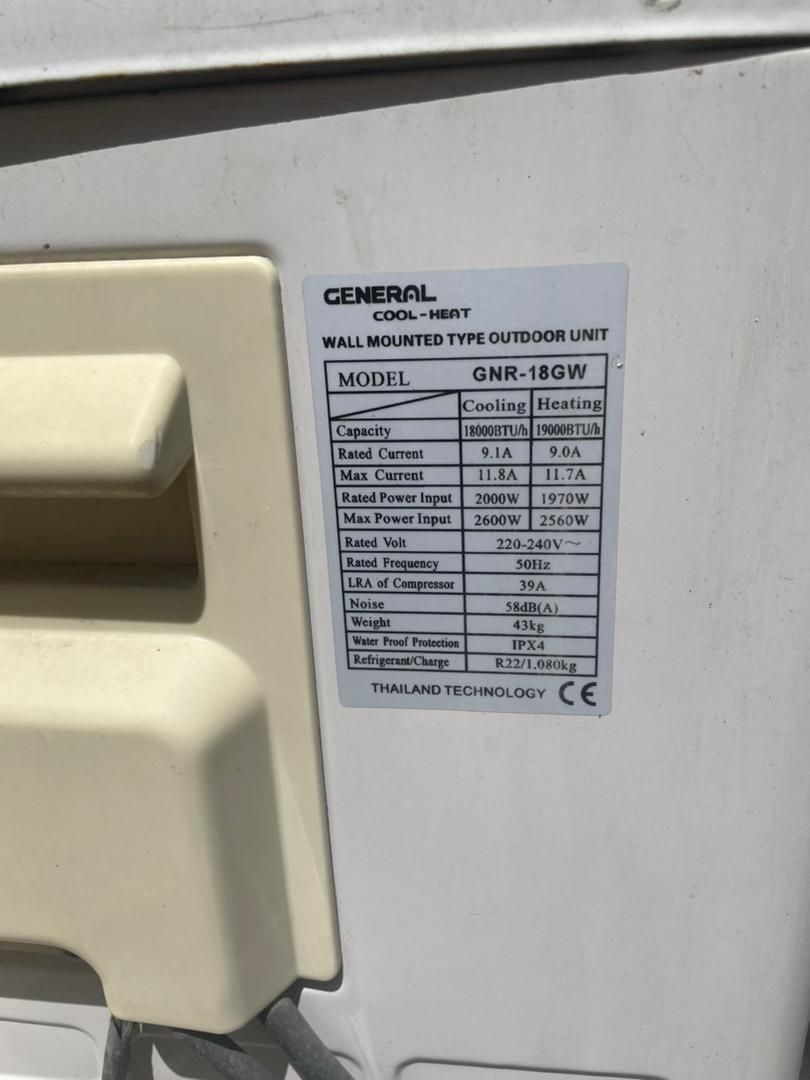 GENERAL
COOL-HEAT
WALL MOUNTED TYPE OUTDOOR UNIT
MODEL GNR-18GW
Cooling Heating
Capacity 18000BTU/h 19000BTU/h
Rated Current 9.1A 9.0A
Max Current 11.8A 11.7A
Rated Power Input 2000W 1970W
Max Power Input 2600W 2560W
Rated Volt 220-240V~
Rated Frequency 50Hz
LRA of Compressor 39A
Noise 58dB(A)
Weight 43kg
Water Proof Protection IPX4
Refrigerant/Charge R22/1.080kg
THAILAND TECHNOLOGY CE